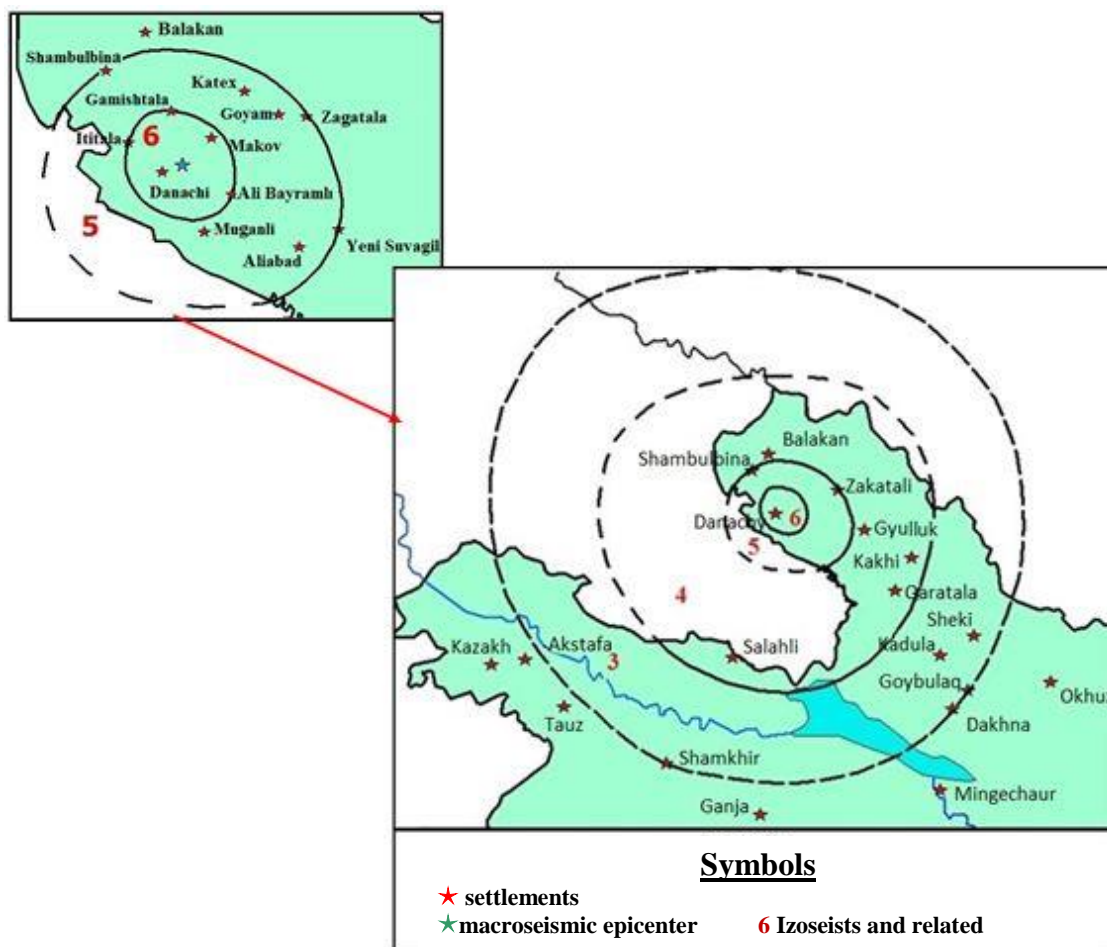 Balakan
Shambulbina
Katex
Gamishtala
Goyam
Zagatala
6
Ititala
Makov
Danachi
Ali Bayramlı
5
Muganli
Yeni Suvagil
Aliabad
Balakan
Shambulbina
Zakatali
Danachy
6
Gyulluk
5
Kakhi
4
Garatala
Sheki
Kazakh
Akstafa
3
Salahli
Kadula
Goybulaq
Okhuz
Tauz
Dakhna
Shamkhir
Mingechaur
Ganja
Symbols
settlements
macroseismic epicenter 6 Izoseists and related